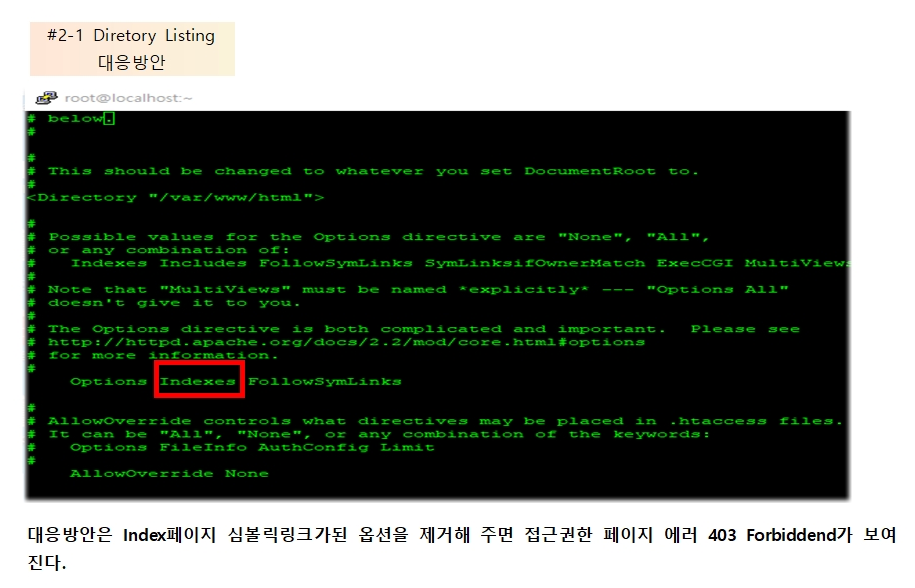 #2-1 Diretory Listing
대응방안
root@localhost:~
# below.
#
#
# This should be changed to whatever you set DocumentRoot to.
#
<Directory "/var/www/html">
#
# Possible values for the Options directive are "None", "All",
# or any combination of:
#   Indexes Includes FollowSymLinks SymLinksifOwnerMatch ExecCGI MultiViews
#
# Note that "MultiViews" must be named *explicitly* --- "Options All"
# doesn't give it to you.
#
# The Options directive is both complicated and important.  Please see
# http://httpd.apache.org/docs/2.2/mod/core.html#options
# for more information.
#
    Options Indexes FollowSymLinks
#
# AllowOverride controls what directives may be placed in .htaccess files.
# It can be "All", "None", or any combination of the keywords:
#   Options FileInfo AuthConfig Limit
#
    AllowOverride None
대응방안은 Index페이지 심볼릭링크가된 옵션을 제거해 주면 접근권한 페이지 에러 403 Forbiddend가 보여
진다.